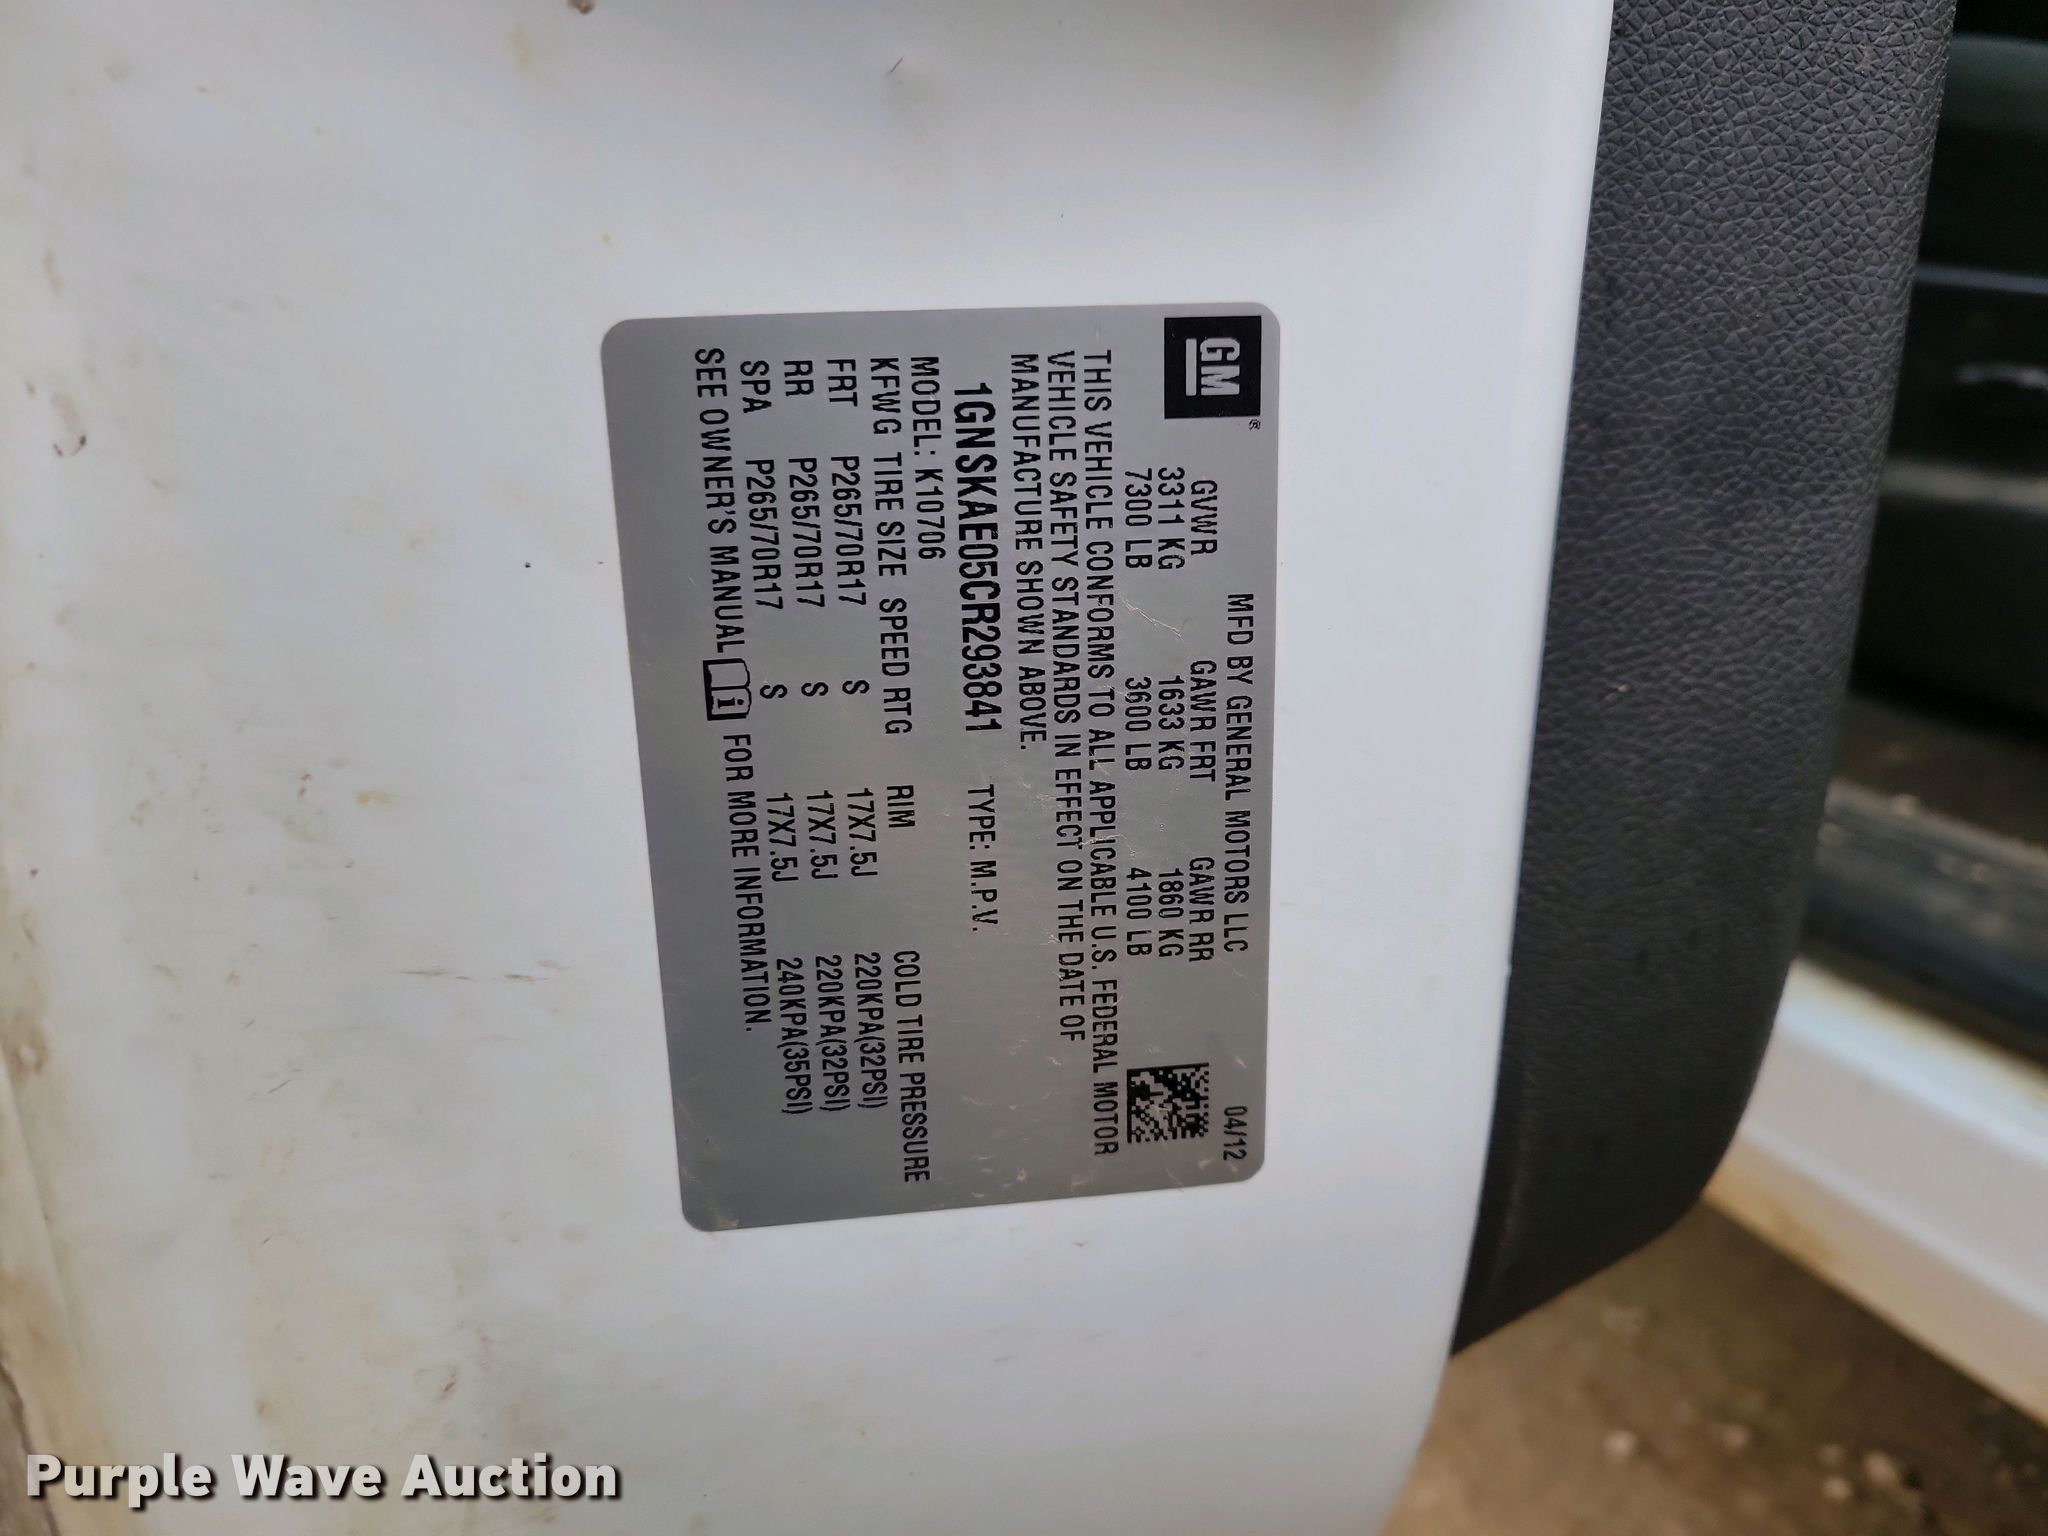 GM®
MFD BY GENERAL MOTORS LLC 04/12
GVWR GAWR FRT GAWR RR
3311 KG 1633 KG 1860 KG
7300 LB 3600 LB 4100 LB
THIS VEHICLE CONFORMS TO ALL APPLICABLE U.S. FEDERAL MOTOR
VEHICLE SAFETY STANDARDS IN EFFECT ON THE DATE OF
MANUFACTURE SHOWN ABOVE.
1GNSKAE05CR293841 TYPE: M.P.V.
MODEL: K10706
KFWG TIRE SIZE SPEED RTG RIM COLD TIRE PRESSURE
FRT P265/70R17 S 17X7.5J 220KPA(32PSI)
RR P265/70R17 S 17X7.5J 220KPA(32PSI)
SPA P265/70R17 S 17X7.5J 240KPA(35PSI)
SEE OWNER'S MANUAL i FOR MORE INFORMATION.
Purple Wave Auction